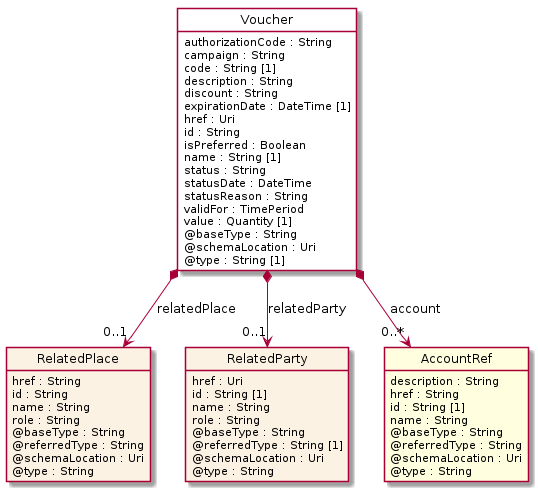 Voucher
authorizationCode : String
campaign : String
code : String [1]
description : String
discount : String
expirationDate : DateTime [1]
href : Uri
id : String
isPreferred : Boolean
name : String [1]
status : String
statusDate : DateTime
statusReason : String
validFor : TimePeriod
value : Quantity [1]
@baseType : String
@schemaLocation : Uri
@type : String [1]
relatedPlace
relatedParty
account
0..1
0..1
0..*
RelatedPlace
href : String
id : String
name : String
role : String
@baseType : String
@referredType : String
@schemaLocation : Uri
@type : String
RelatedParty
href : Uri
id : String [1]
name : String
role : String
@baseType : String
@referredType : String [1]
@schemaLocation : Uri
@type : String
AccountRef
description : String
href : String
id : String [1]
name : String
@baseType : String
@referredType : String
@schemaLocation : Uri
@type : String